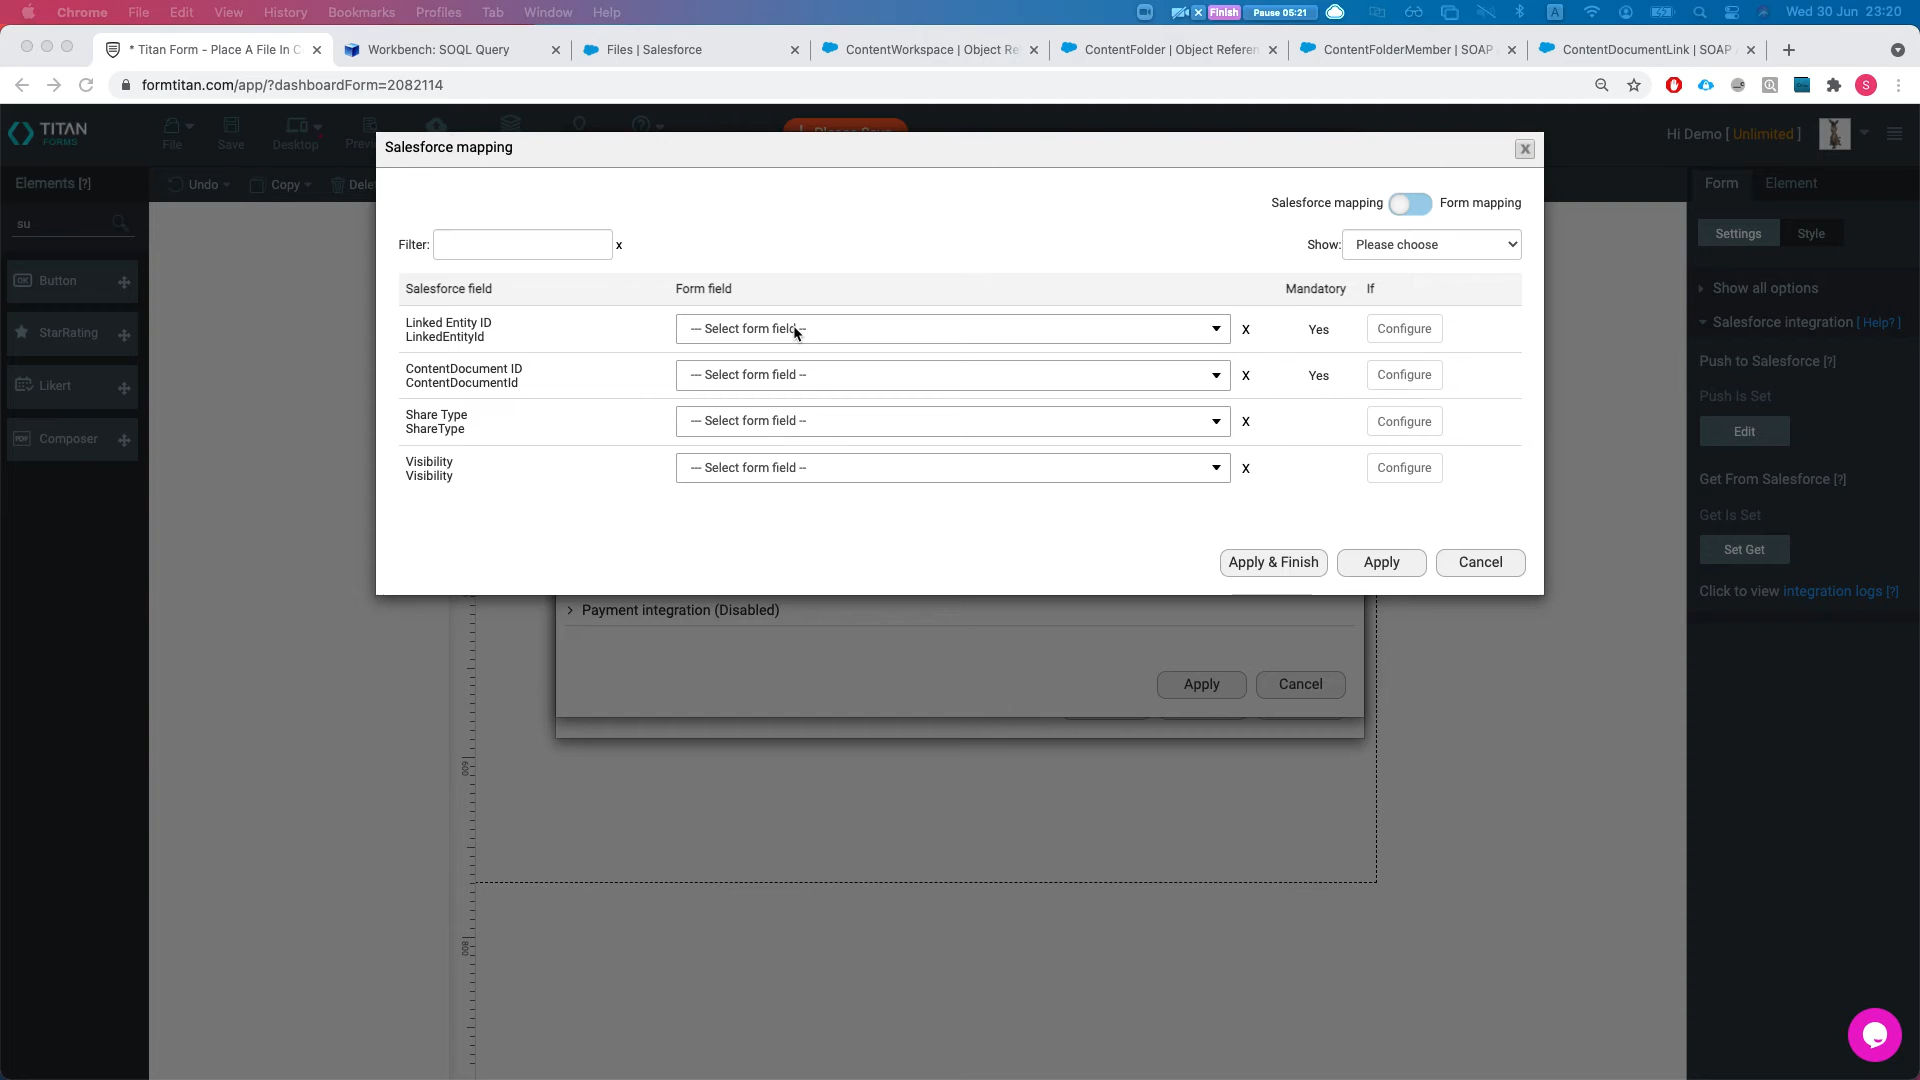 Chrome File Edit View History Bookmarks Profiles Tab Window Help Finish Pause 05:21 A Wed 30 Jun 23:20
* Titan Form - Place A File In C Workbench: SOQL Query Files | Salesforce ContentWorkspace | Object Re ContentFolder | Object Referen ContentFolderMember | SOAP ContentDocumentLink | SOAP
formtitan.com/app/?dashboardForm=2082114 S
TITAN
FORMS
File Save Desktop Previ
Please Save
Hi Demo [ Unlimited ]
Elements [?]
Undo Copy Dele
su
Button
StarRating
Likert
Composer
Salesforce mapping
X
Salesforce mapping Form mapping
Filter: x Show: Please choose
Salesforce field Form field Mandatory If
Linked Entity ID
LinkedEntityId
--- Select form field -- X Yes Configure
ContentDocument ID
ContentDocumentId
--- Select form field -- X Yes Configure
Share Type
ShareType
--- Select form field -- X Configure
Visibility
Visibility
--- Select form field -- X Configure
Apply & Finish Apply Cancel
Payment integration (Disabled)
Apply Cancel
600
800
Form Element
Settings Style
Show all options
Salesforce integration [ Help? ]
Push to Salesforce [?]
Push Is Set
Edit
Get From Salesforce [?]
Get Is Set
Set Get
Click to view integration logs [?]